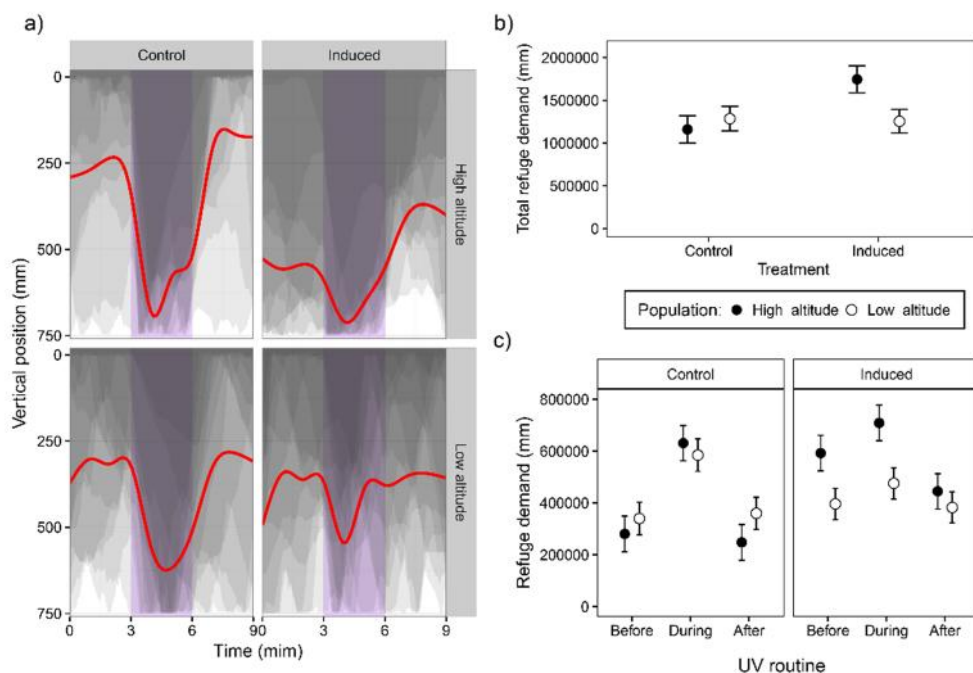 a)
Control
Induced
0
250
500
750
High altitude
0
250
500
750
Low altitude
Vertical position (mm)
0
3
6
90
3
6
9
Time (mim)
b)
2000000
1500000
1000000
500000
0
Total refuge demand (mm)
Control
Induced
Treatment
Population: High altitude Low altitude
c)
Control
Induced
800000
600000
400000
200000
0
Refuge demand (mm)
Before During After
Before During After
UV routine